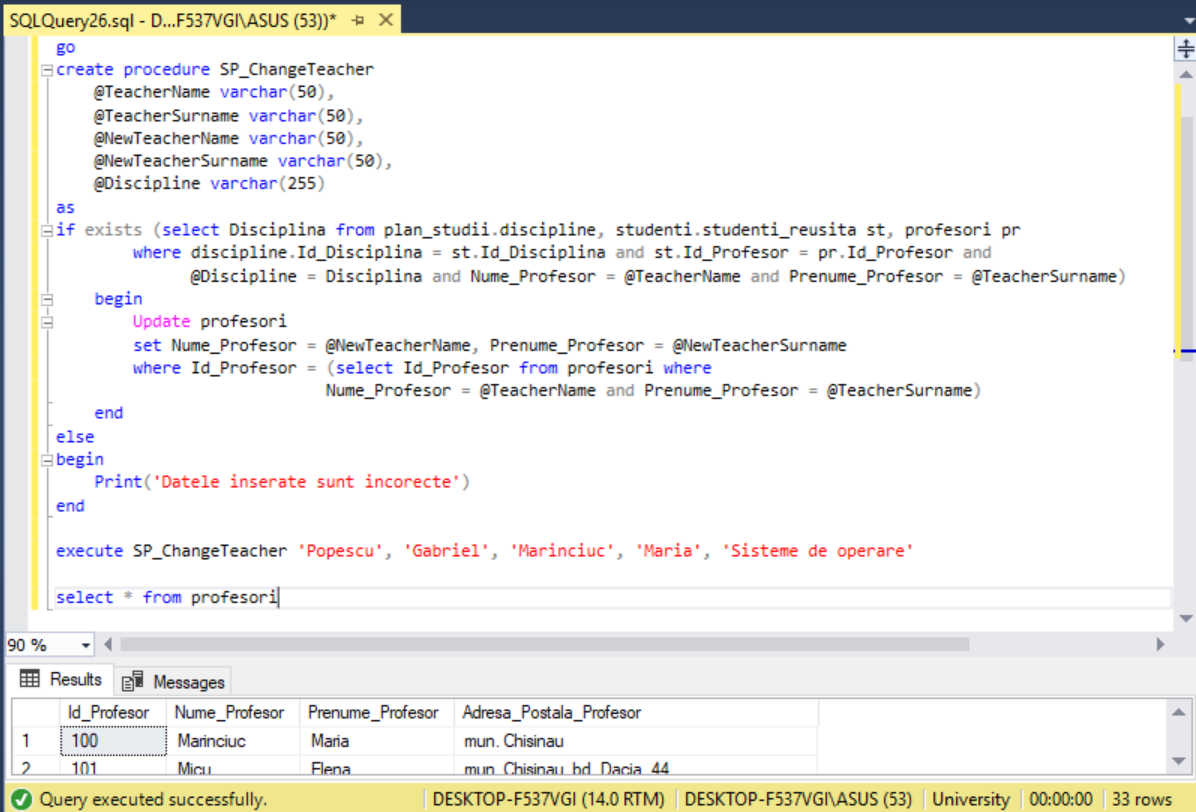 SQLQuery26.sql - D...F537VGI\ASUS (53))*
go
create procedure SP_ChangeTeacher
@TeacherName varchar(50),
@TeacherSurname varchar(50),
@NewTeacherName varchar(50),
@NewTeacherSurname varchar(50),
@Discipline varchar(255)
as
if exists (select Disciplina from plan_studii.discipline, studenti.studenti_reusita st, profesori pr
where discipline.Id_Disciplina = st.Id_Disciplina and st.Id_Profesor = pr.Id_Profesor and
@Discipline = Disciplina and Nume_Profesor = @TeacherName and Prenume_Profesor = @TeacherSurname)
begin
Update profesori
set Nume_Profesor = @NewTeacherName, Prenume_Profesor = @NewTeacherSurname
where Id_Profesor = (select Id_Profesor from profesori where
Nume_Profesor = @TeacherName and Prenume_Profesor = @TeacherSurname)
end
else
begin
Print('Datele inserate sunt incorecte')
end
execute SP_ChangeTeacher 'Popescu', 'Gabriel', 'Marinciuc', 'Maria', 'Sisteme de operare'
select * from profesori
90 %
Results Messages
Id_Profesor Nume_Profesor Prenume_Profesor Adresa_Postala_Profesor
1 100 Marinciuc Maria mun. Chisinau
2 101 Micu Elena mun. Chisinau, bd. Dacia, 44
Query executed successfully. DESKTOP-F537VGI (14.0 RTM) DESKTOP-F537VGI\ASUS (53) University 00:00:00 33 rows